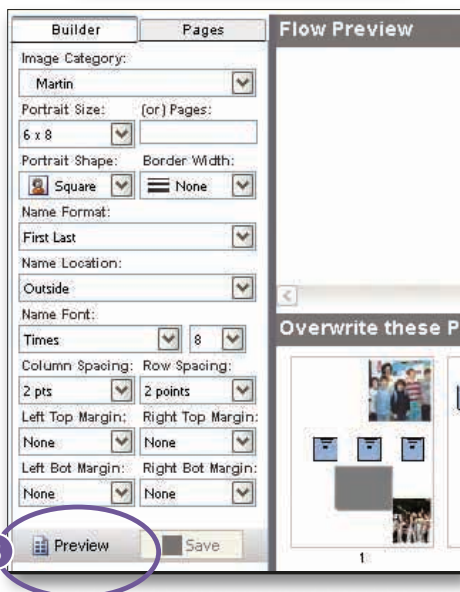 Builder Pages
Image Category:
Martin
Portrait Size: (or) Pages:
6 x 8
Portrait Shape: Border Width:
Square None
Name Format:
First Last
Name Location:
Outside
Name Font:
Times 8
Column Spacing: Row Spacing:
2 pts 2 points
Left Top Margin: Right Top Margin:
None None
Left Bot Margin: Right Bot Margin:
None None
Preview Save
Flow Preview
Overwrite these P
1